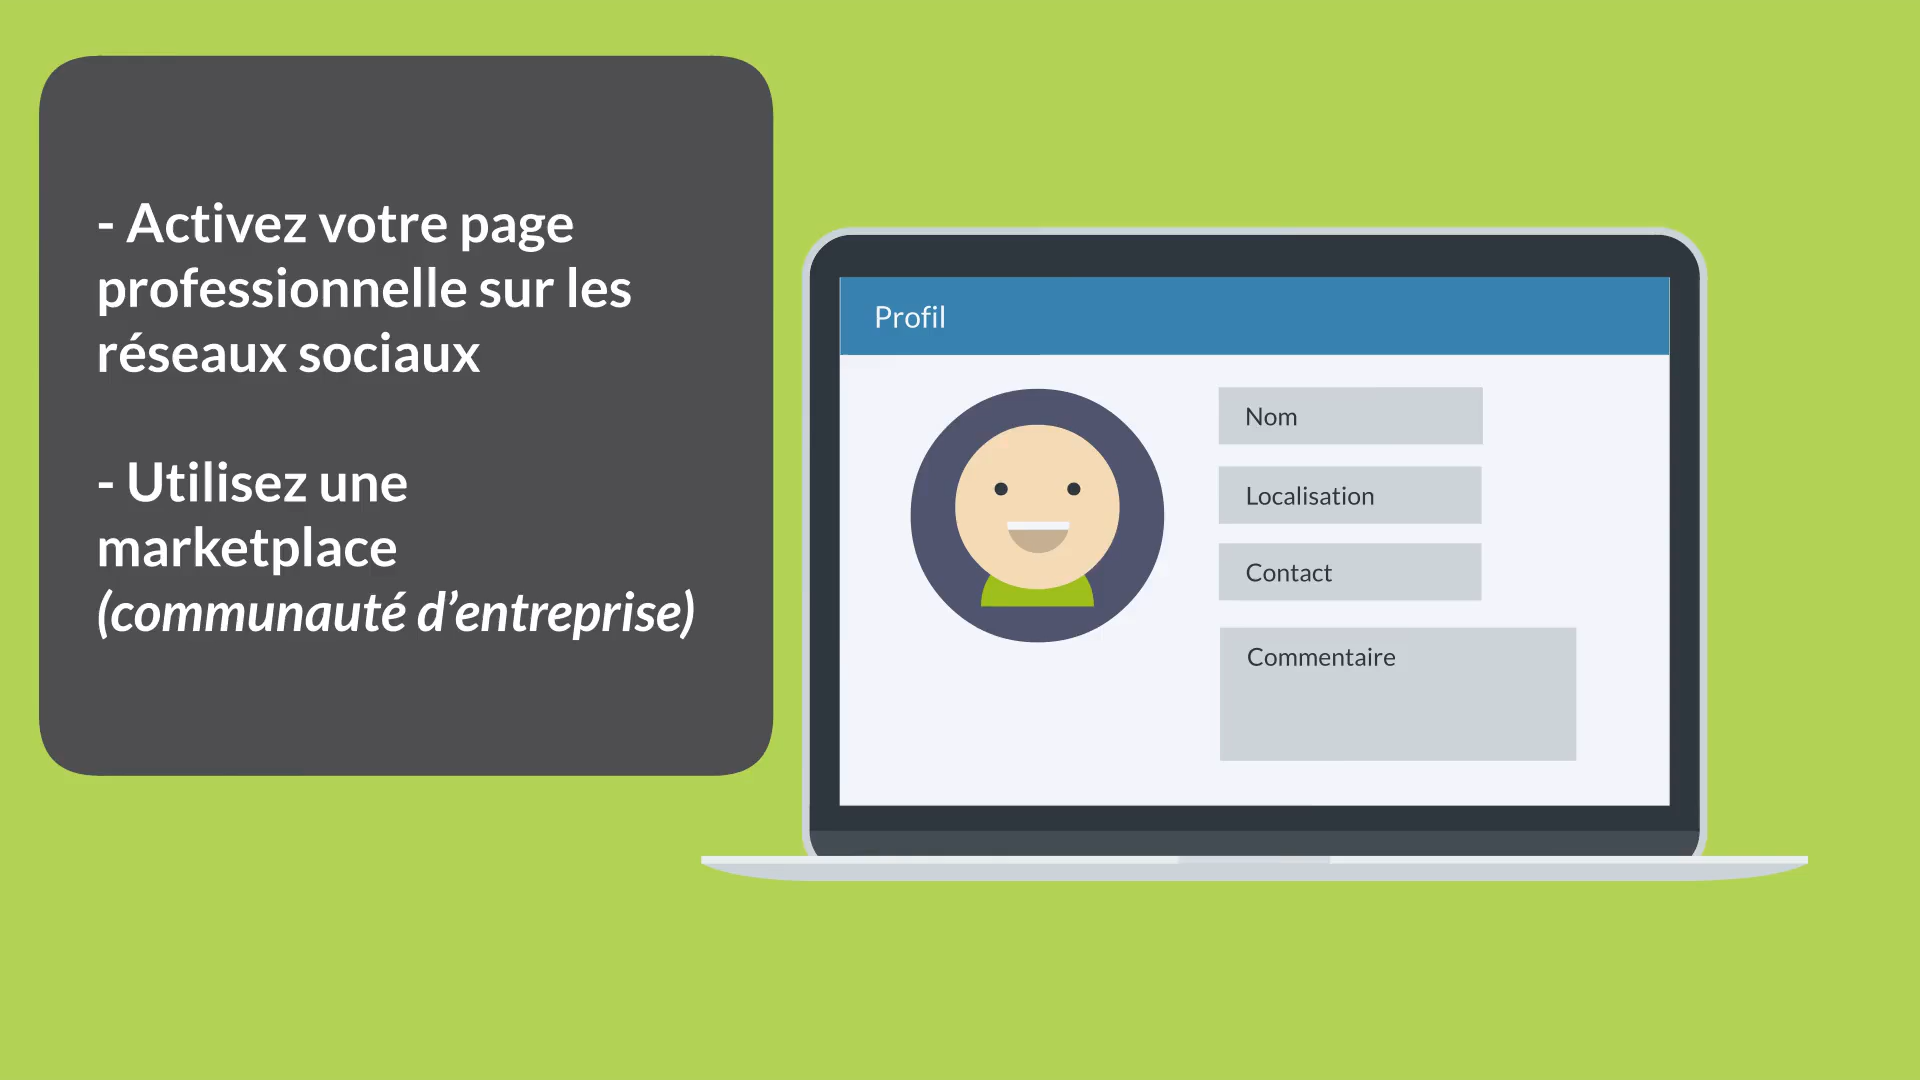 - Activez votre page
professionnelle sur les
réseaux sociaux
- Utilisez une
marketplace
(communauté d’entreprise)
Profil
Nom
Localisation
Contact
Commentaire